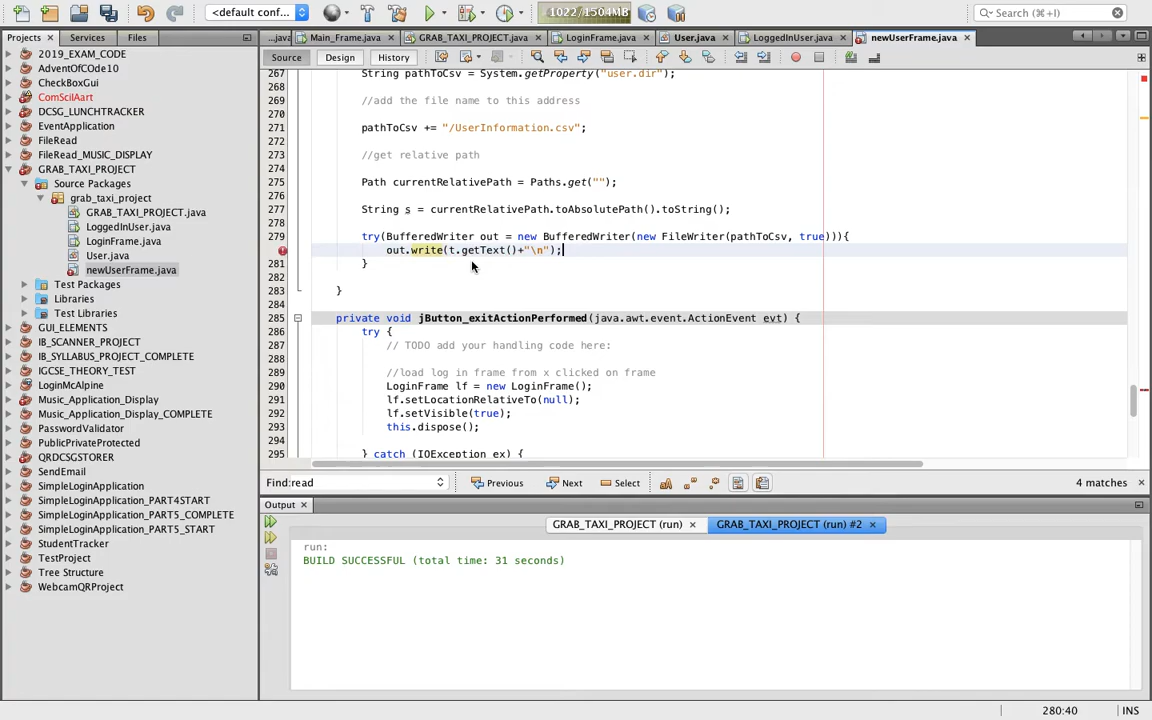 <default conf...
1022/1504MB
Search (⌘+I)
Projects
Services
Files
...java
Main_Frame.java
GRAB_TAXI_PROJECT.java
LoginFrame.java
User.java
LoggedInUser.java
newUserFrame.java
Source
Design
History
2019_EXAM_CODE
AdventOfCOde10
CheckBoxGui
ComSciIAart
DCSG_LUNCHTRACKER
EventApplication
FileRead
FileRead_MUSIC_DISPLAY
GRAB_TAXI_PROJECT
Source Packages
grab_taxi_project
GRAB_TAXI_PROJECT.java
LoggedInUser.java
LoginFrame.java
User.java
newUserFrame.java
Test Packages
Libraries
Test Libraries
GUI_ELEMENTS
IB_SCANNER_PROJECT
IB_SYLLABUS_PROJECT_COMPLETE
IGCSE_THEORY_TEST
LoginMcAlpine
Music_Application_Display
Music_Application_Display_COMPLETE
PasswordValidator
PublicPrivateProtected
QRDCSGSTORER
SendEmail
SimpleLoginApplication
SimpleLoginApplication_PART4START
SimpleLoginApplication_PART5_COMPLETE
SimpleLoginApplication_PART5_START
StudentTracker
TestProject
Tree Structure
WebcamQRProject
267 String pathToCsv = System.getProperty("user.dir");
268
269 //add the file name to this address
270
271 pathToCsv += "/UserInformation.csv";
272
273 //get relative path
274
275 Path currentRelativePath = Paths.get("");
276
277 String s = currentRelativePath.toAbsolutePath().toString();
278
279 try(BufferedWriter out = new BufferedWriter(new FileWriter(pathToCsv, true))){
out.write(t.getText()+"\n");
281 }
282
283 }
284
285 private void jButton_exitActionPerformed(java.awt.event.ActionEvent evt) {
286 try {
287 // TODO add your handling code here:
288
289 //load log in frame from x clicked on frame
290 LoginFrame lf = new LoginFrame();
291 lf.setLocationRelativeTo(null);
292 lf.setVisible(true);
293 this.dispose();
294
295 } catch (IOException ex) {
Find:read
Previous
Next
Select
4 matches
Output
GRAB_TAXI_PROJECT (run)
GRAB_TAXI_PROJECT (run) #2
run:
BUILD SUCCESSFUL (total time: 31 seconds)
280:40
INS